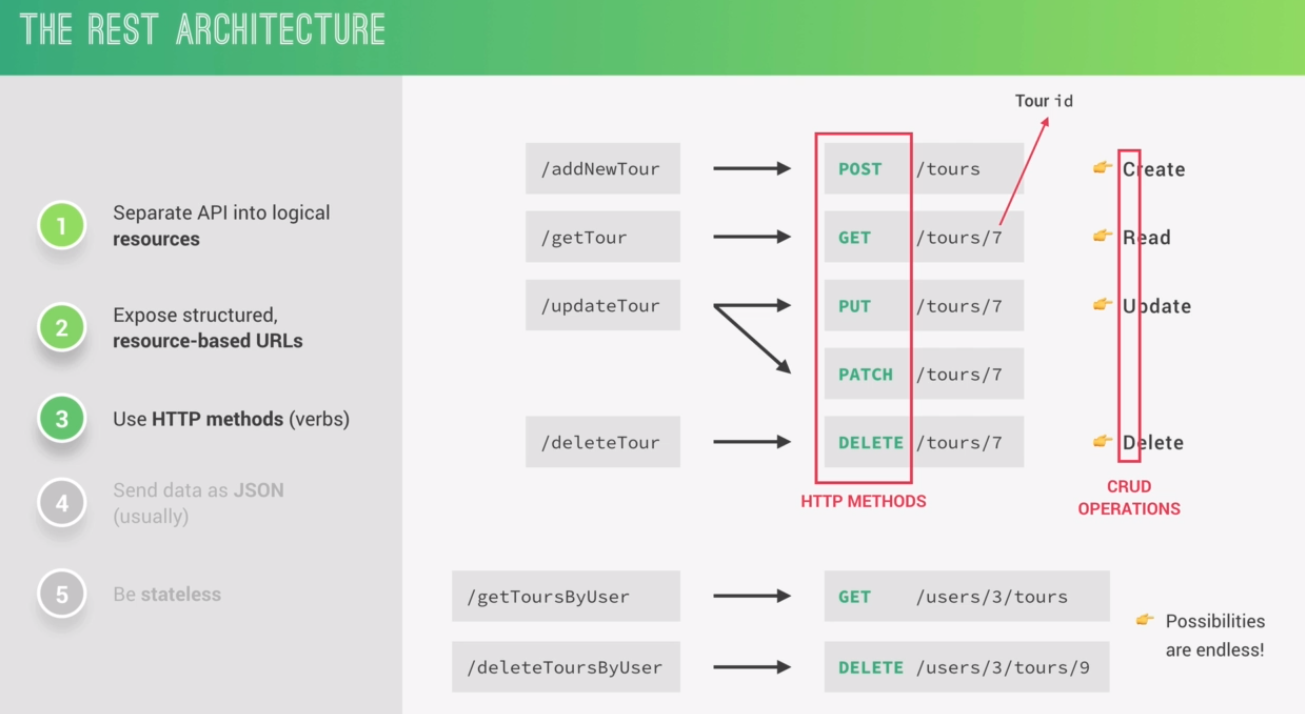 THE REST ARCHITECTURE
1
Separate API into logical
resources
2
Expose structured,
resource-based URLs
3
Use HTTP methods (verbs)
4
Send data as JSON
(usually)
5
Be stateless
Tour id
/addNewTour POST /tours Create
/getTour GET /tours/7 Read
/updateTour PUT /tours/7 Update
PATCH /tours/7
/deleteTour DELETE /tours/7 Delete
HTTP METHODS
CRUD
OPERATIONS
/getToursByUser GET /users/3/tours
/deleteToursByUser DELETE /users/3/tours/9
Possibilities
are endless!